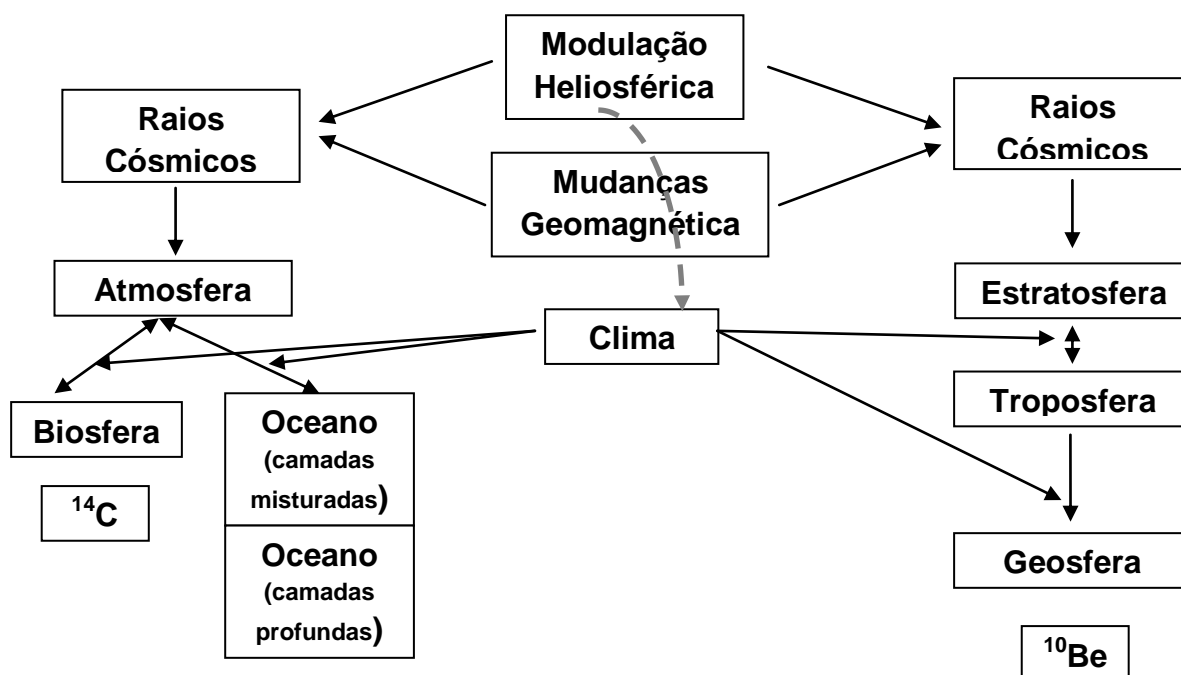 Modulação
Heliosférica
Raios
Cósmicos
Raios
Cósmicos
Mudanças
Geomagnética
Atmosfera
Estratosfera
Clima
Biosfera
Oceano
(camadas
misturadas)
Troposfera
¹⁴C
Oceano
(camadas
profundas)
Geosfera
¹⁰Be